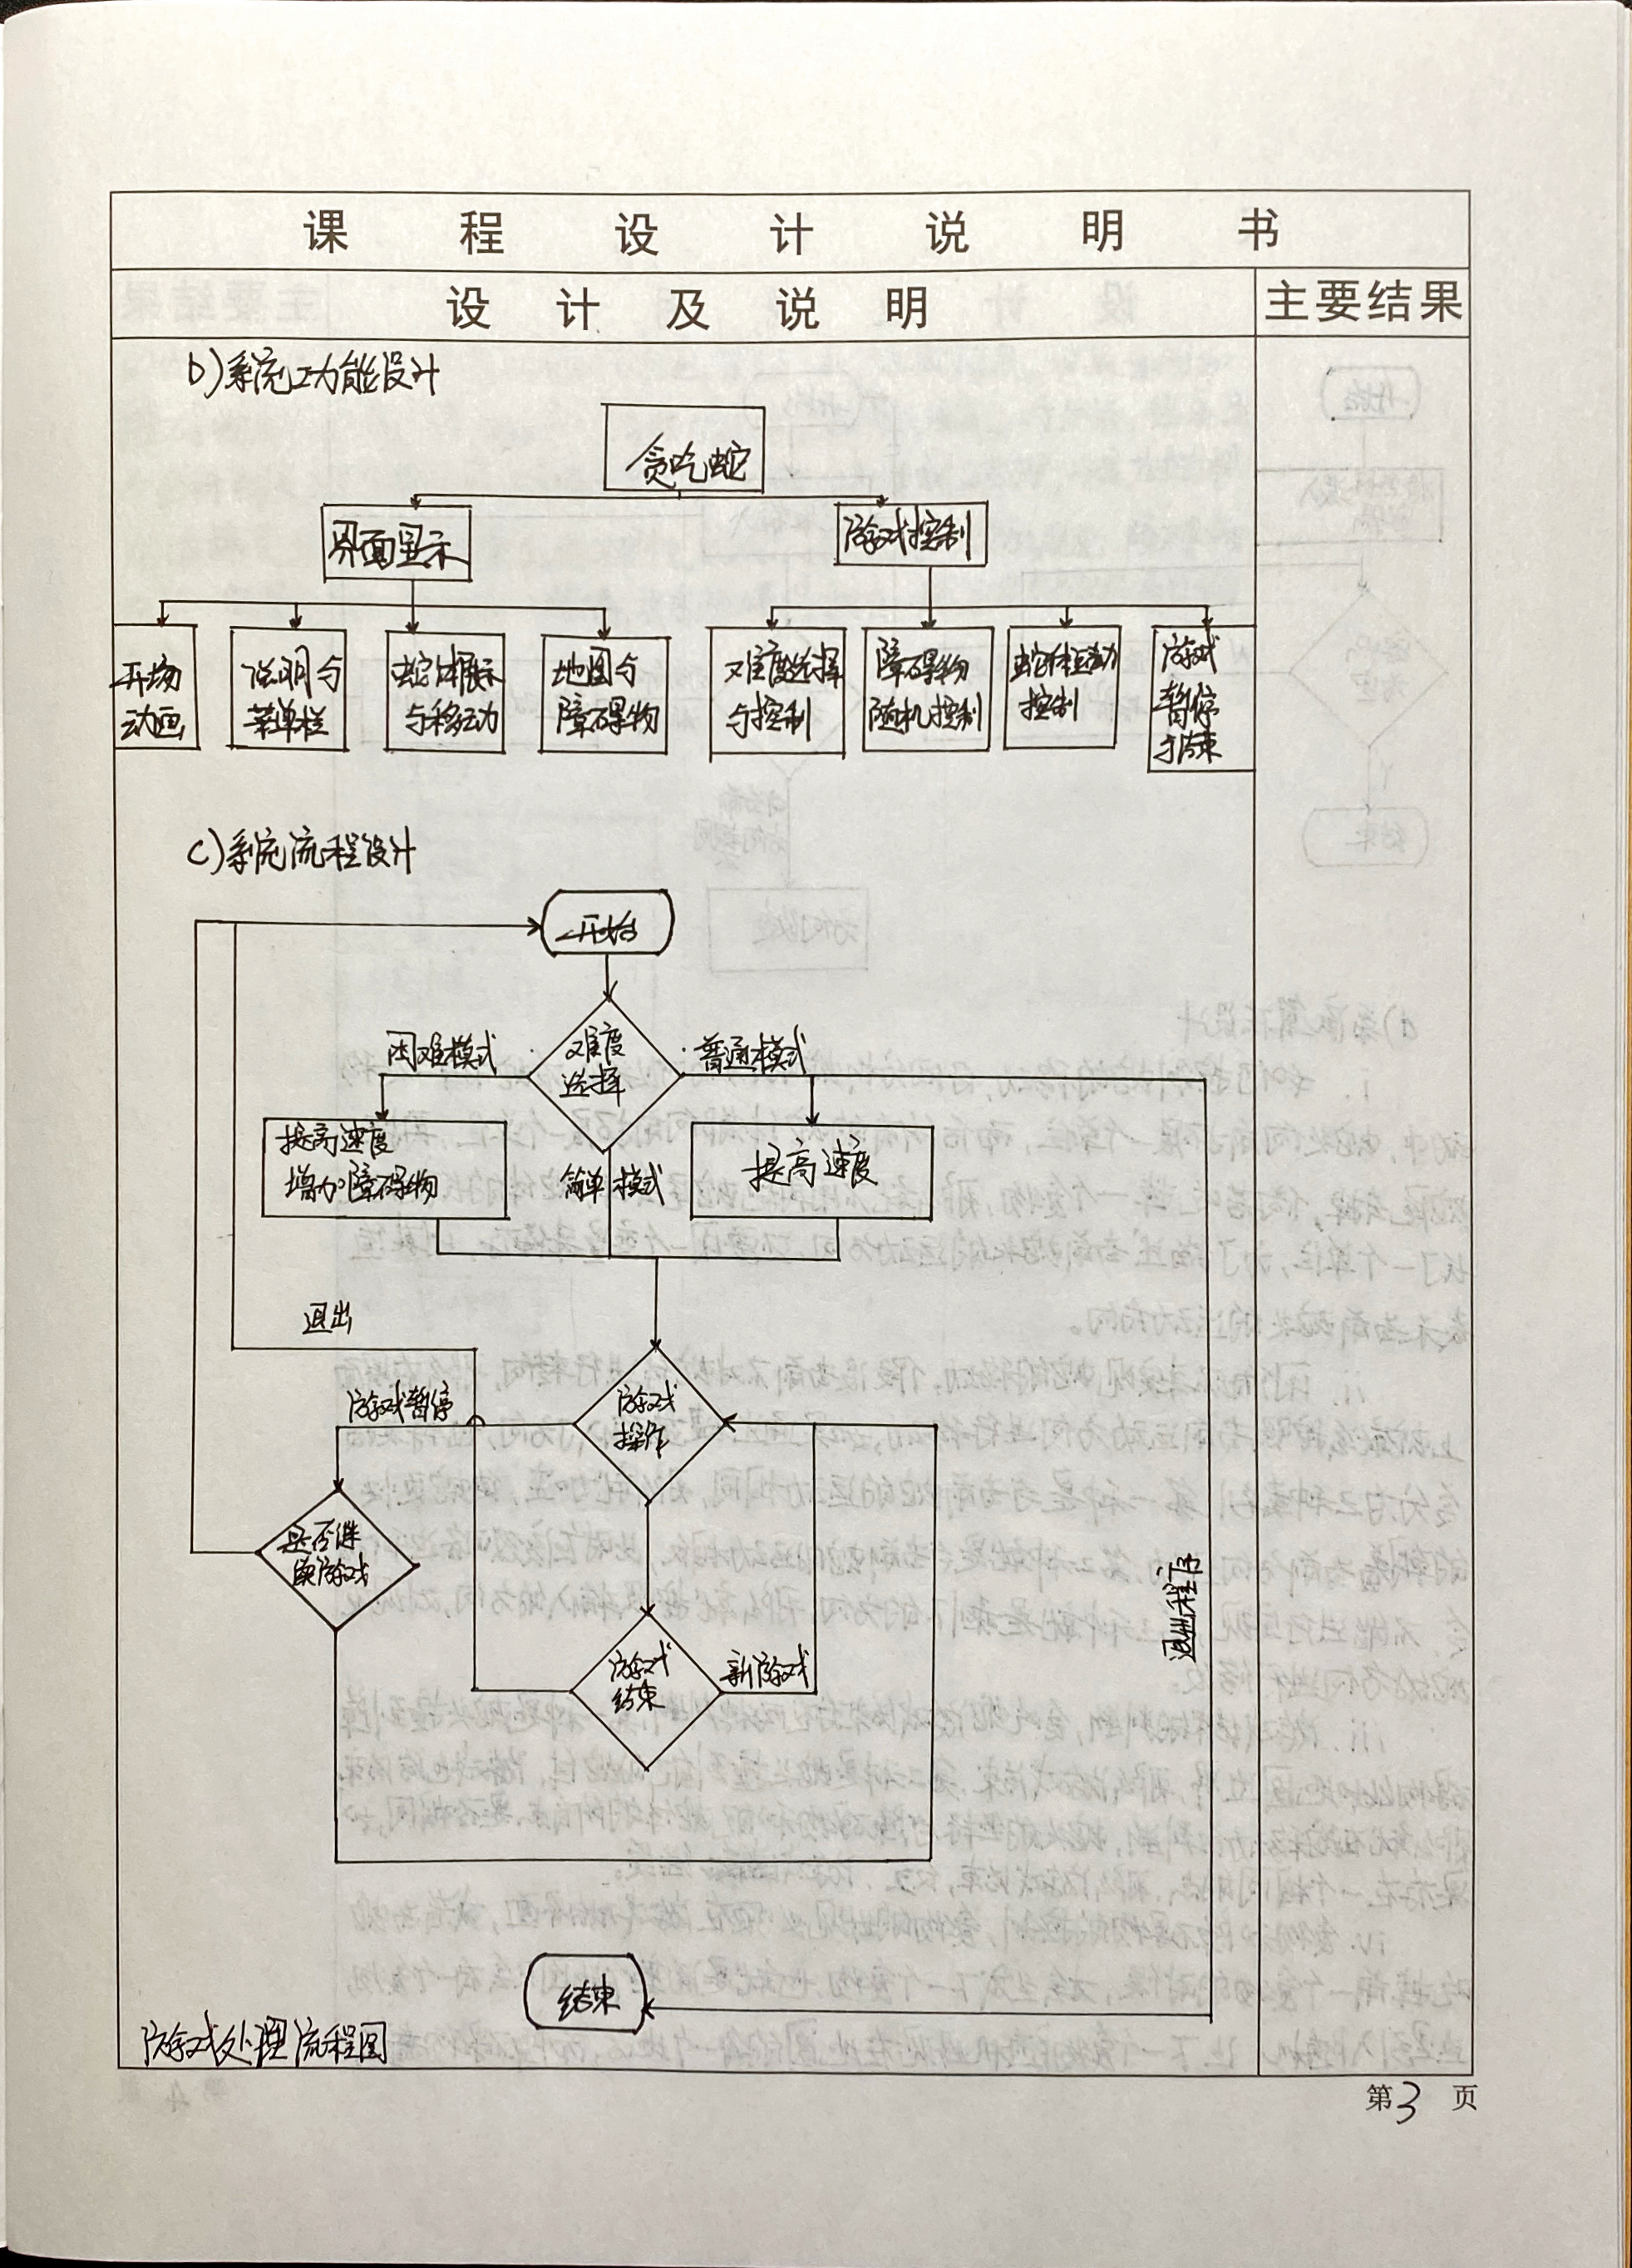 课程设计说明书
设计及说明
主要结果
b)系统功能设计
贪吃蛇
界面显示
游戏控制
开场
动画
说明与
菜单栏
蛇体展示
与移动
地图与
障碍物
难度选择
与控制
障碍物
随机控制
蛇体运动
控制
游戏
暂停
与结束
c)系统流程设计
开始
难度
选择
困难模式
普通模式
提高速度
增加障碍物
简单模式
提高速度
退出
游戏暂停
游戏
操作
是否继
续游戏
游戏
结束
新游戏
退出程序
结束
游戏处理流程图
第3页